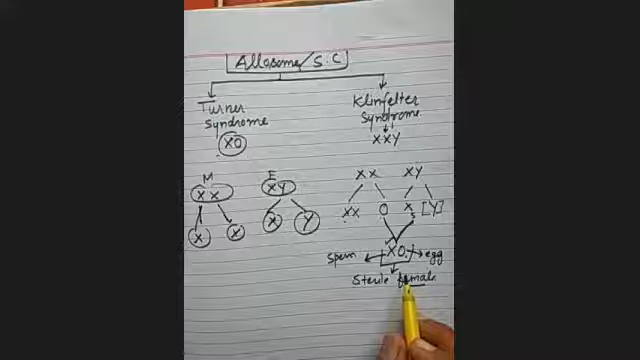 Allosome/S.C
Turner
Syndrome
XO
Klinfelter
Syndrome
XXY
M
XX
X
X
E
XY
X
Y
XX
XY
XX
O
X
[Y]
XO
sperm
egg
Sterile female